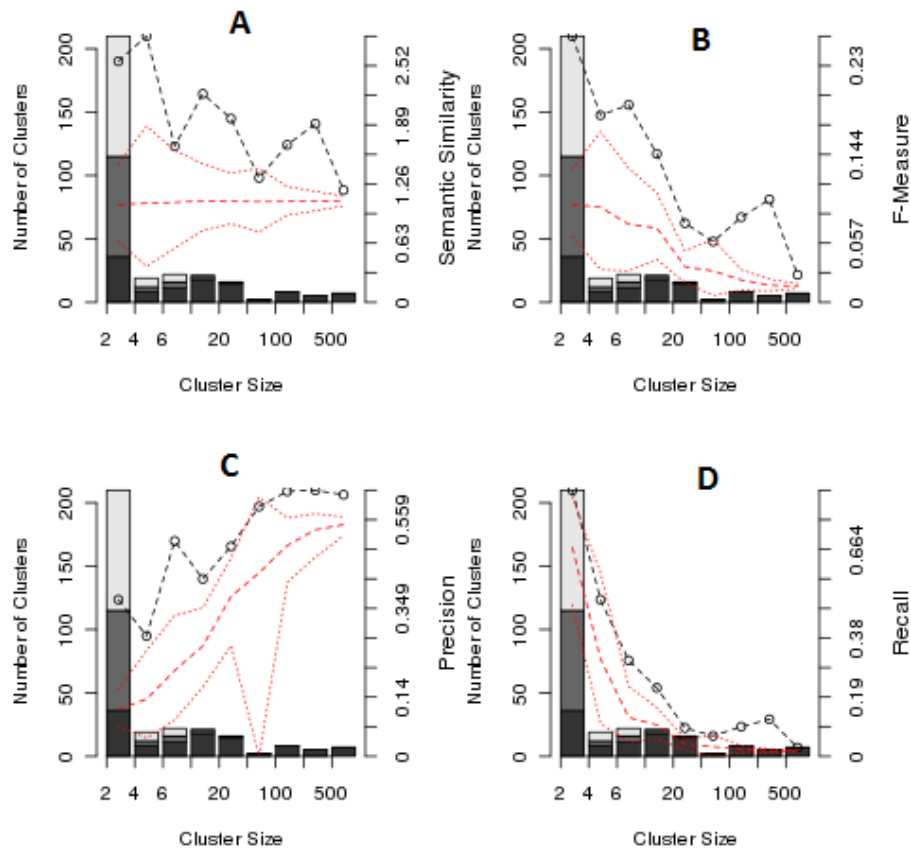 A
200
150
100
50
0
Number of Clusters
2 4 6 20 100 500
Cluster Size
2.52
1.89
1.26
0.63
0
Semantic Similarity
B
200
150
100
50
0
Number of Clusters
2 4 6 20 100 500
Cluster Size
0.23
0.144
0.057
0
F-Measure
C
200
150
100
50
0
Number of Clusters
2 4 6 20 100 500
Cluster Size
0.559
0.349
0.14
0
Precision
D
200
150
100
50
0
Number of Clusters
2 4 6 20 100 500
Cluster Size
0.664
0.38
0.19
0
Recall